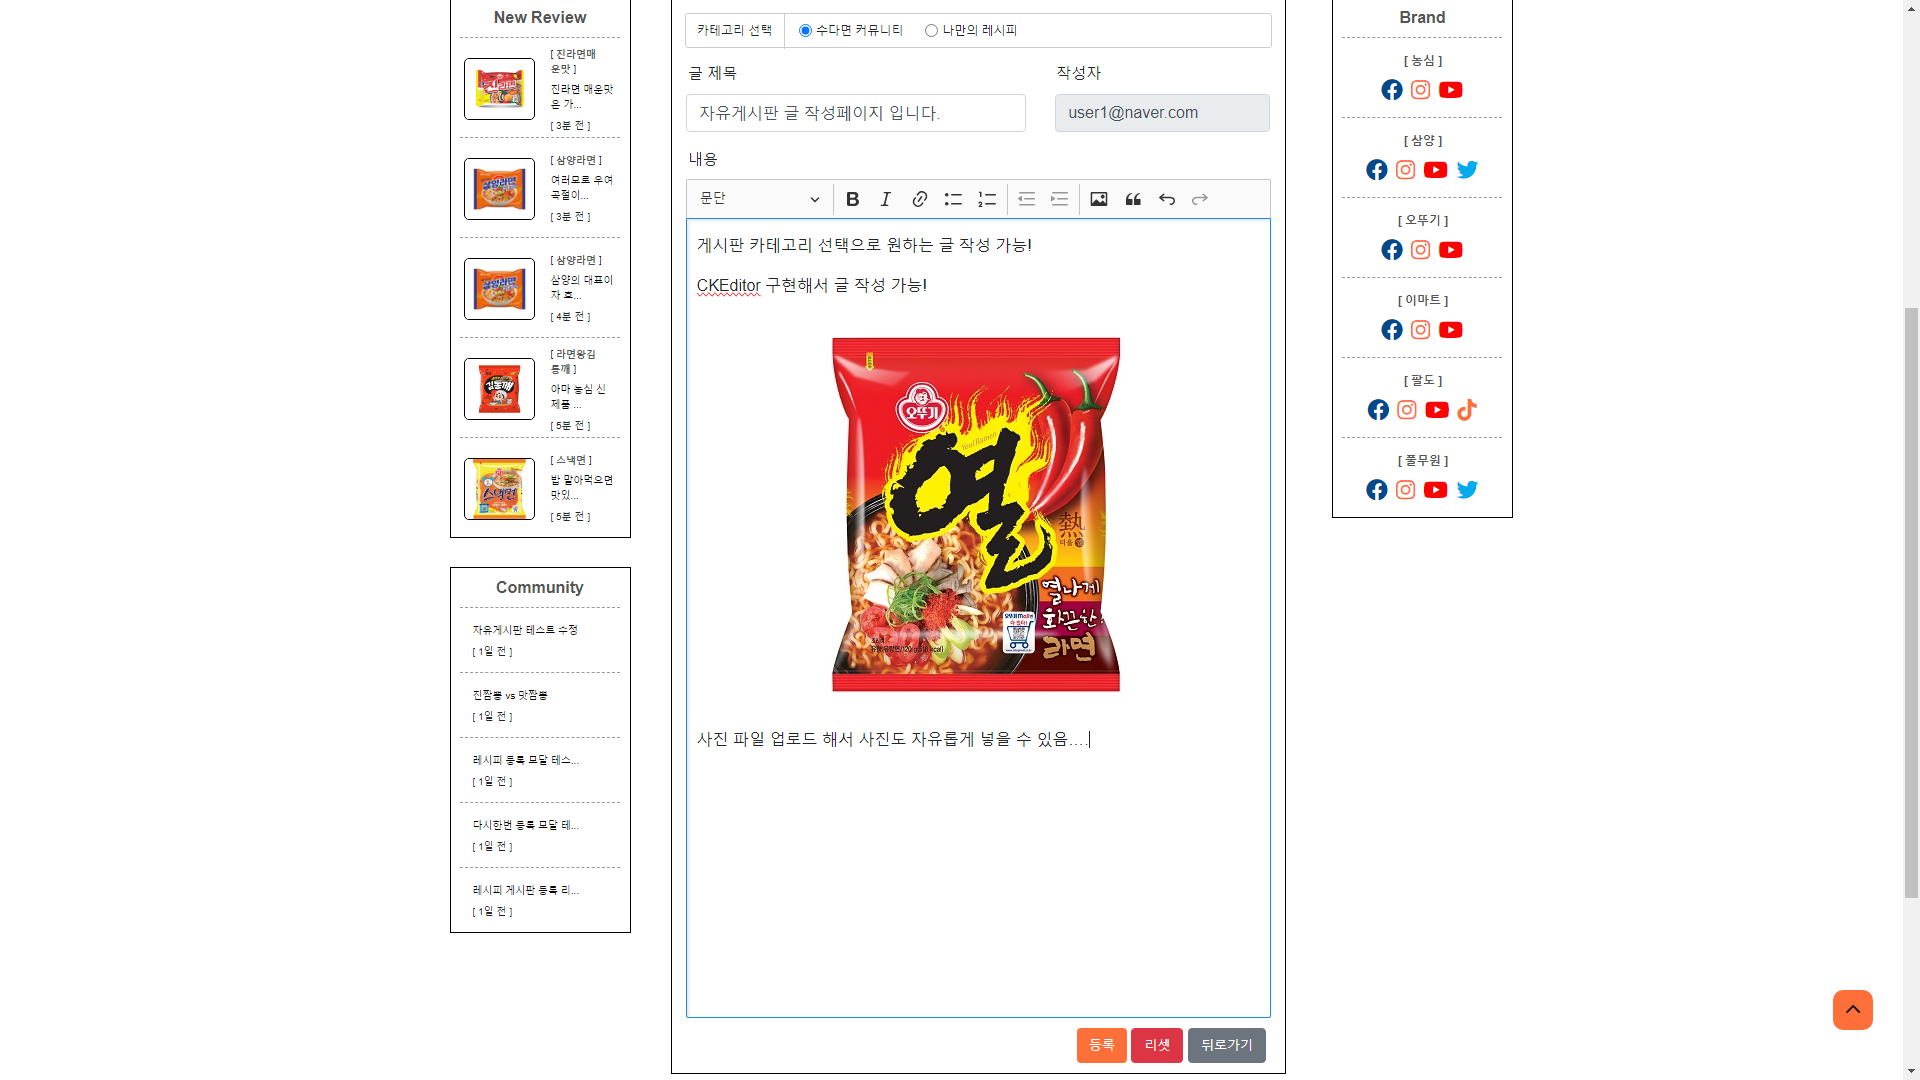 New Review
[ 진라면매
운맛 ]
진라면 매운맛
은 가...
[ 3분 전 ]
[ 삼양라면 ]
여러모로 우여
곡절이...
[ 3분 전 ]
[ 삼양라면 ]
삼양의 대표이
자 효...
[ 4분 전 ]
[ 라면왕김
통깨 ]
아마 농심 신
제품 ...
[ 5분 전 ]
[ 스낵면 ]
밥 말아먹으면
맛있...
[ 5분 전 ]
Community
자유게시판 테스트 수정
[ 1일 전 ]
진짬뽕 vs 맛짬뽕
[ 1일 전 ]
레시피 등록 모달 테스...
[ 1일 전 ]
다시한번 등록 모달 테...
[ 1일 전 ]
레시피 게시판 등록 리...
[ 1일 전 ]
카테고리 선택
수다면 커뮤니티
나만의 레시피
글 제목
작성자
자유게시판 글 작성페이지 입니다.
user1@naver.com
내용
문단
게시판 카테고리 선택으로 원하는 글 작성 가능!
CKEditor 구현해서 글 작성 가능!
오뚜기
Yeul Ramen
열
熱
열나게
화끈한!
라면
사진 파일 업로드 해서 사진도 자유롭게 넣을 수 있음....
등록
리셋
뒤로가기
Brand
[ 농심 ]
[ 삼양 ]
[ 오뚜기 ]
[ 이마트 ]
[ 팔도 ]
[ 풀무원 ]